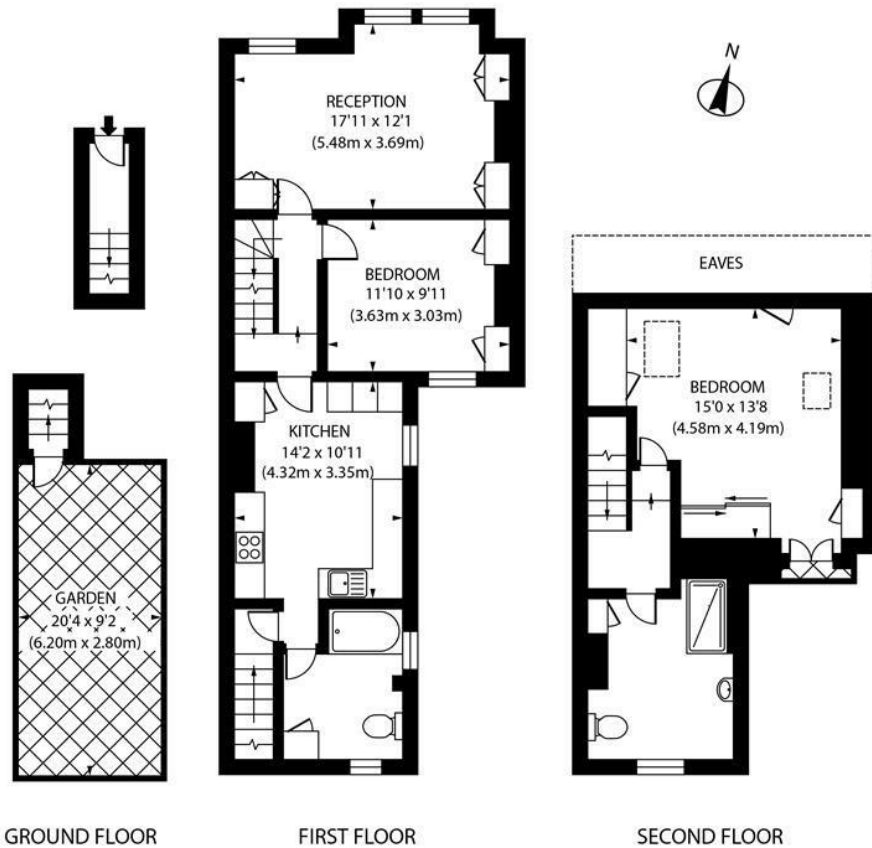 N
RECEPTION
17'11 x 12'1
(5.48m x 3.69m)
BEDROOM
11'10 x 9'11
(3.63m x 3.03m)
EAVES
BEDROOM
15'0 x 13'8
(4.58m x 4.19m)
KITCHEN
14'2 x 10'11
(4.32m x 3.35m)
GARDEN
20'4 x 9'2
(6.20m x 2.80m)
GROUND FLOOR
FIRST FLOOR
SECOND FLOOR